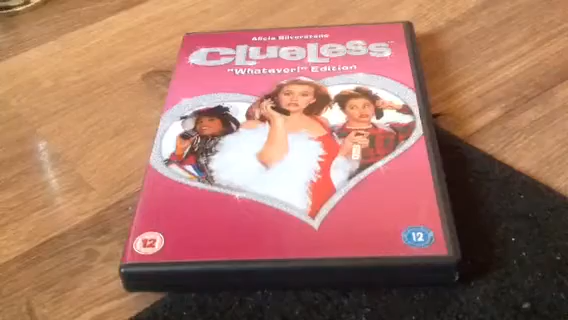 Alicia Silverstone
CLUELESS
"Whatever!" Edition
12
12